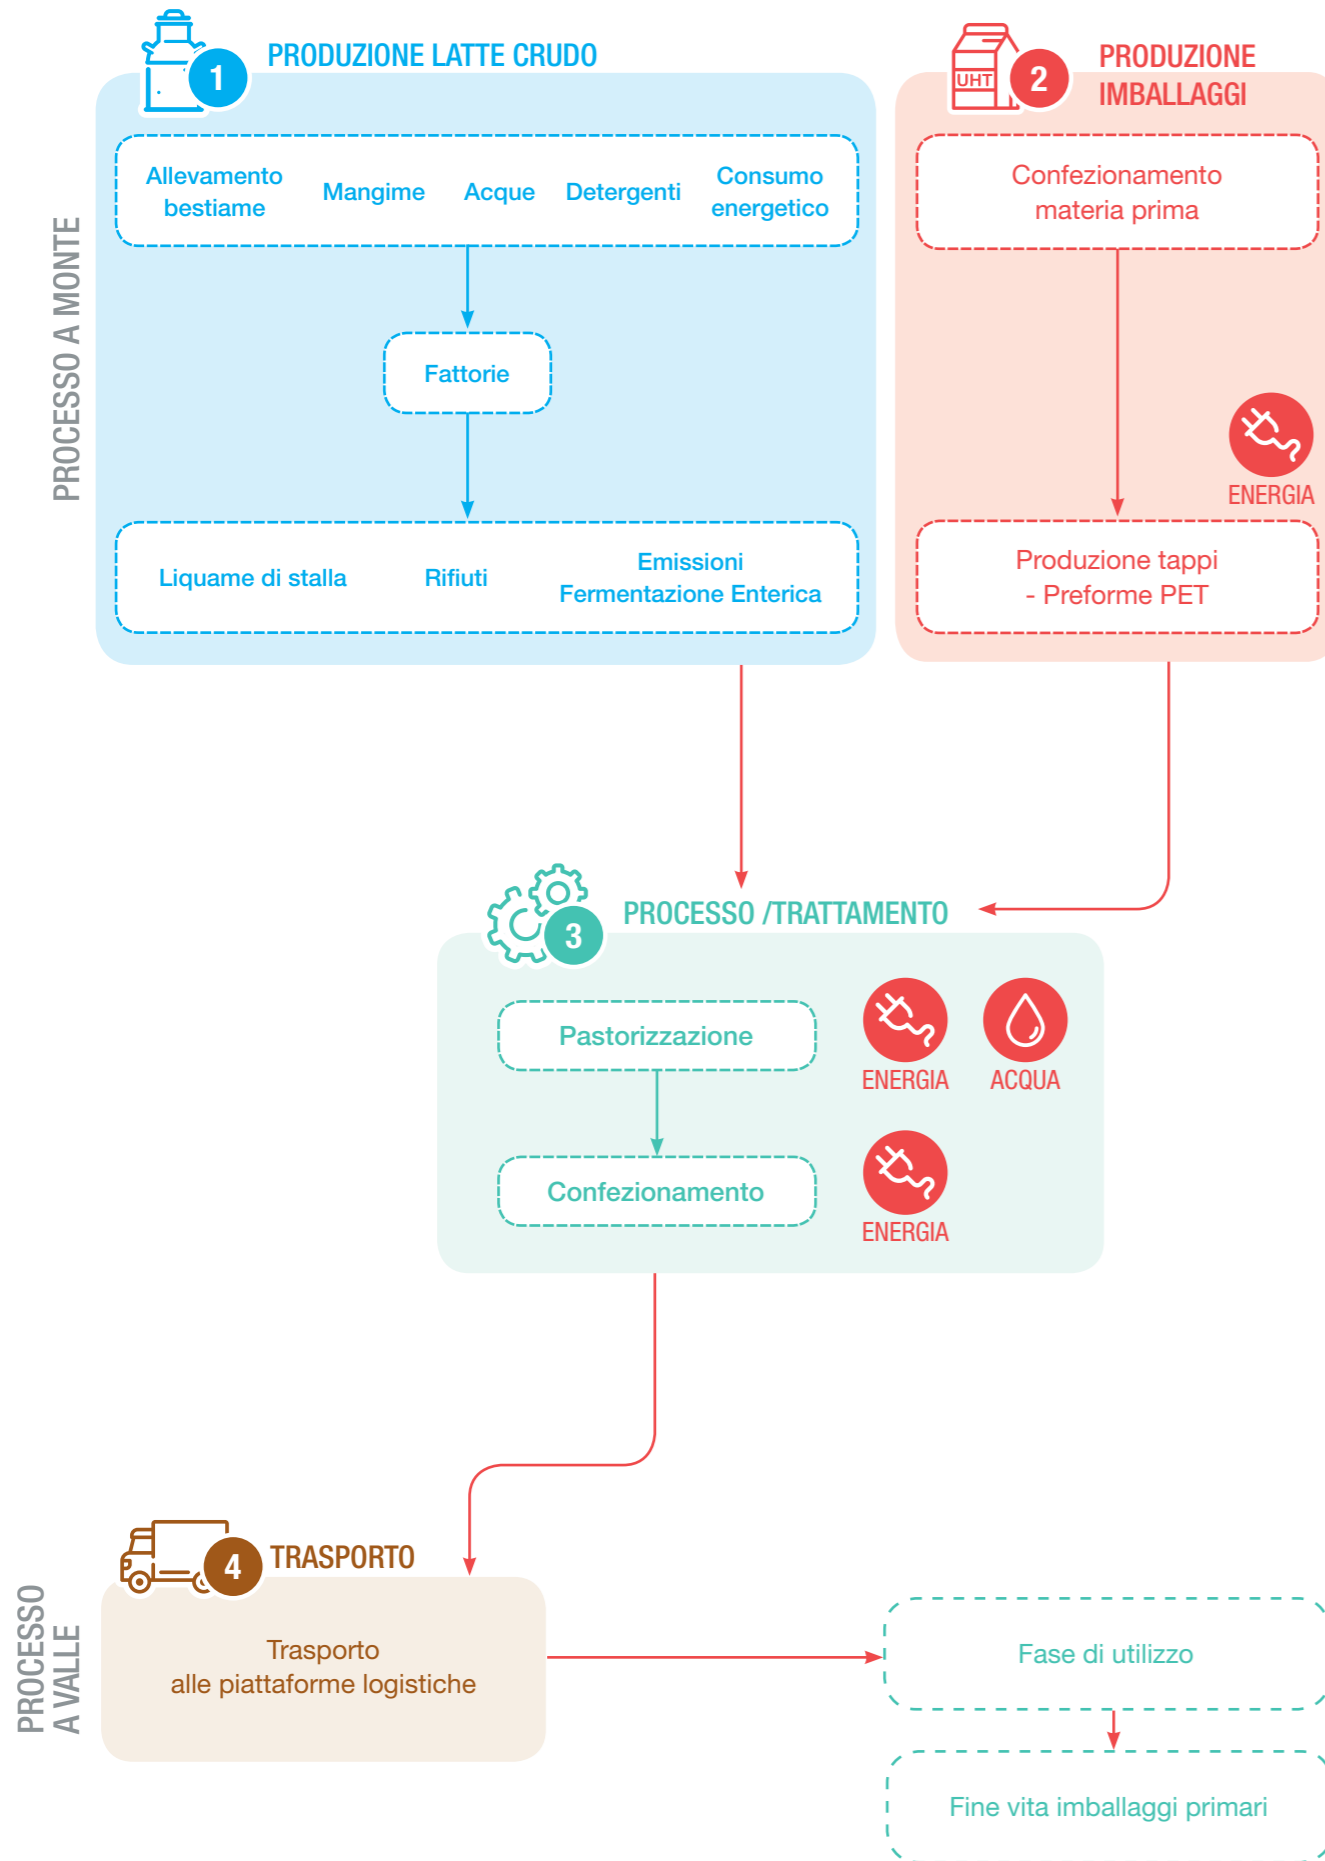 PROCESSO A MONTE
1
PRODUZIONE LATTE CRUDO
Allevamento
bestiame
Mangime
Acque
Detergenti
Consumo
energetico
Fattorie
Liquame di stalla
Rifiuti
Emissioni
Fermentazione Enterica
UHT
2
PRODUZIONE
IMBALLAGGI
Confezionamento
materia prima
ENERGIA
Produzione tappi
- Preforme PET
3
PROCESSO /TRATTAMENTO
Pastorizzazione
ENERGIA
ACQUA
Confezionamento
ENERGIA
PROCESSO
A VALLE
4
TRASPORTO
Trasporto
alle piattaforme logistiche
Fase di utilizzo
Fine vita imballaggi primari